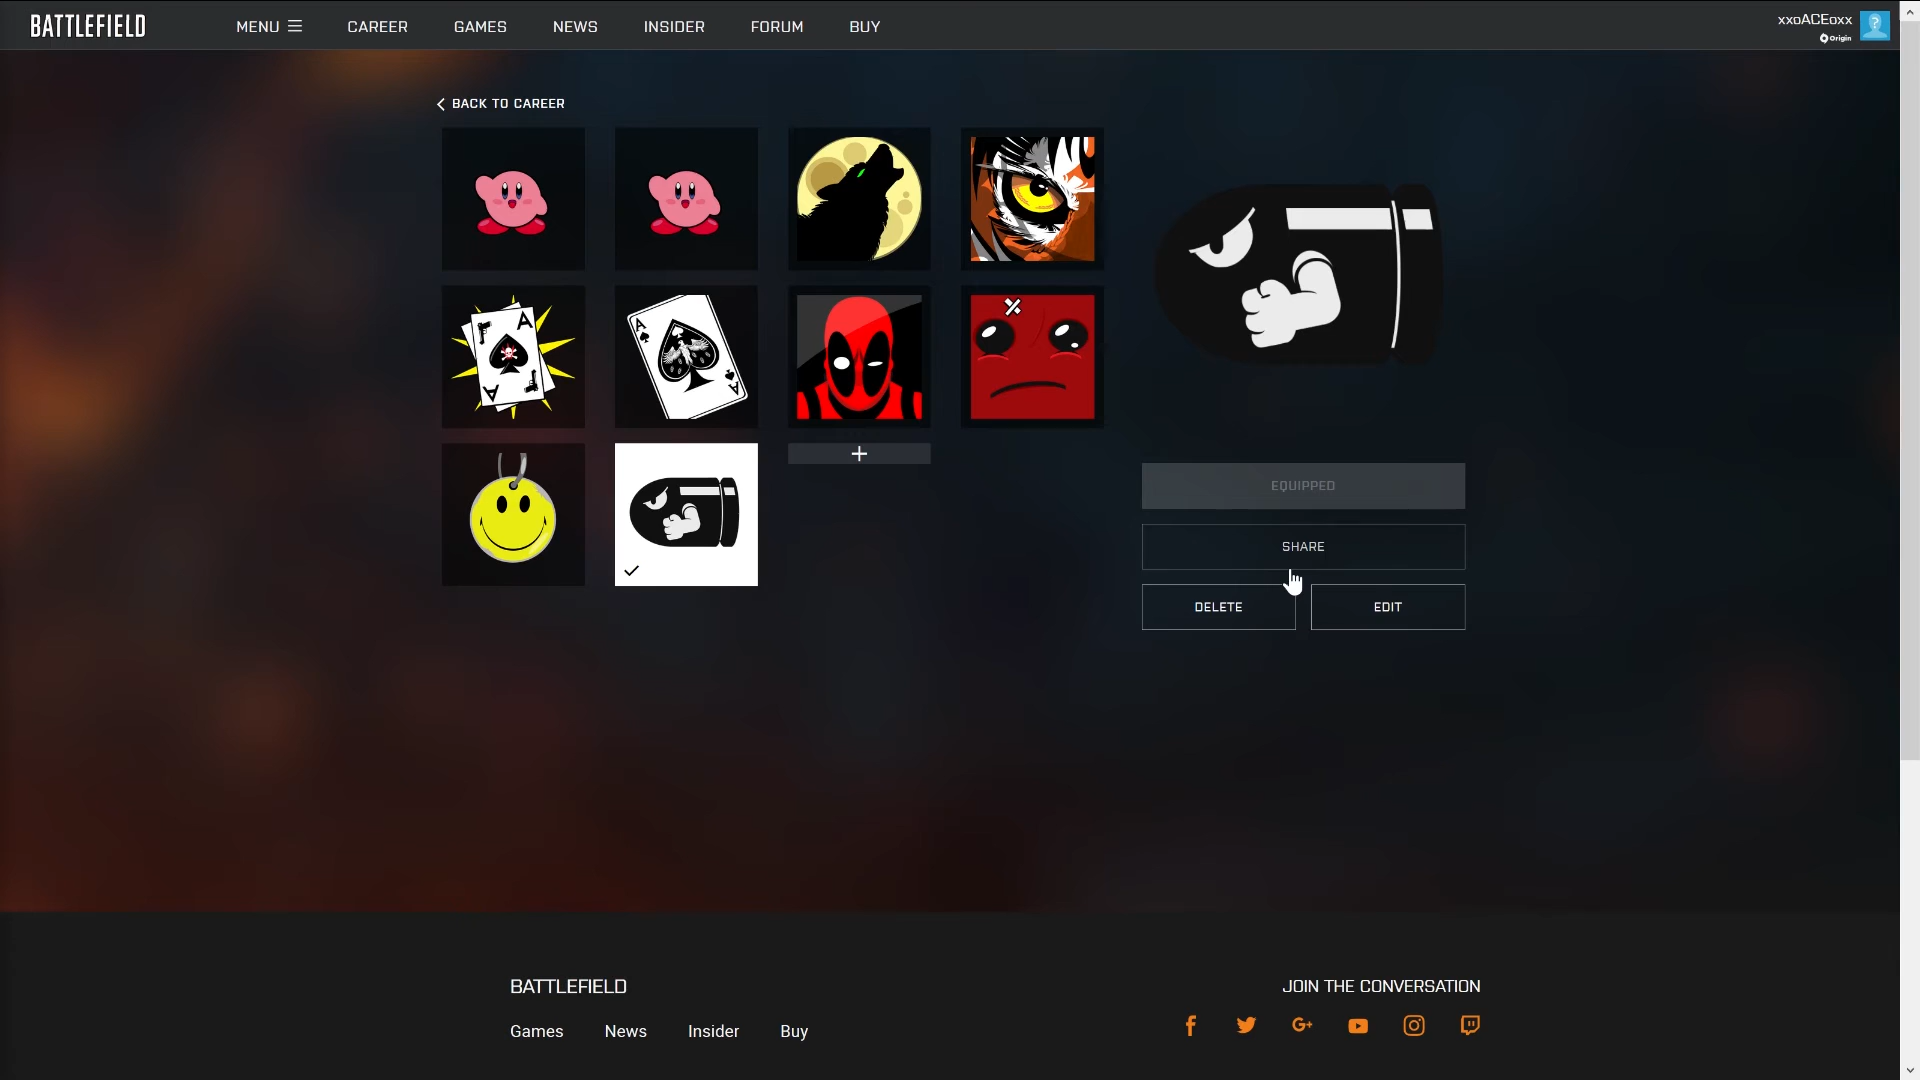 BATTLEFIELD
MENU
CAREER
GAMES
NEWS
INSIDER
FORUM
BUY
xxoACEoxx
Origin
BACK TO CAREER
A
A
A
A
EQUIPPED
SHARE
DELETE
EDIT
BATTLEFIELD
JOIN THE CONVERSATION
Games
News
Insider
Buy